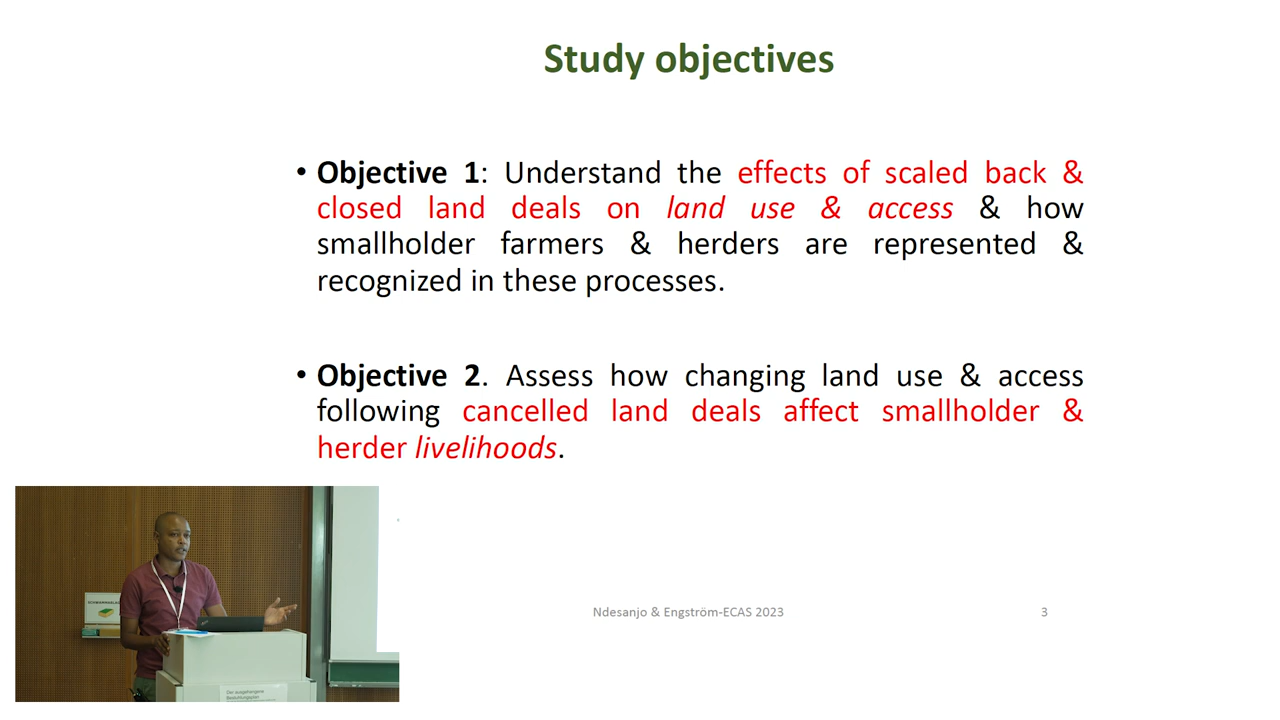 Study objectives
• Objective 1: Understand the effects of scaled back &
closed land deals on land use & access & how
smallholder farmers & herders are represented &
recognized in these processes.
• Objective 2. Assess how changing land use & access
following cancelled land deals affect smallholder &
herder livelihoods.
Ndesanjo & Engström-ECAS 2023
3
Der ausgehangene